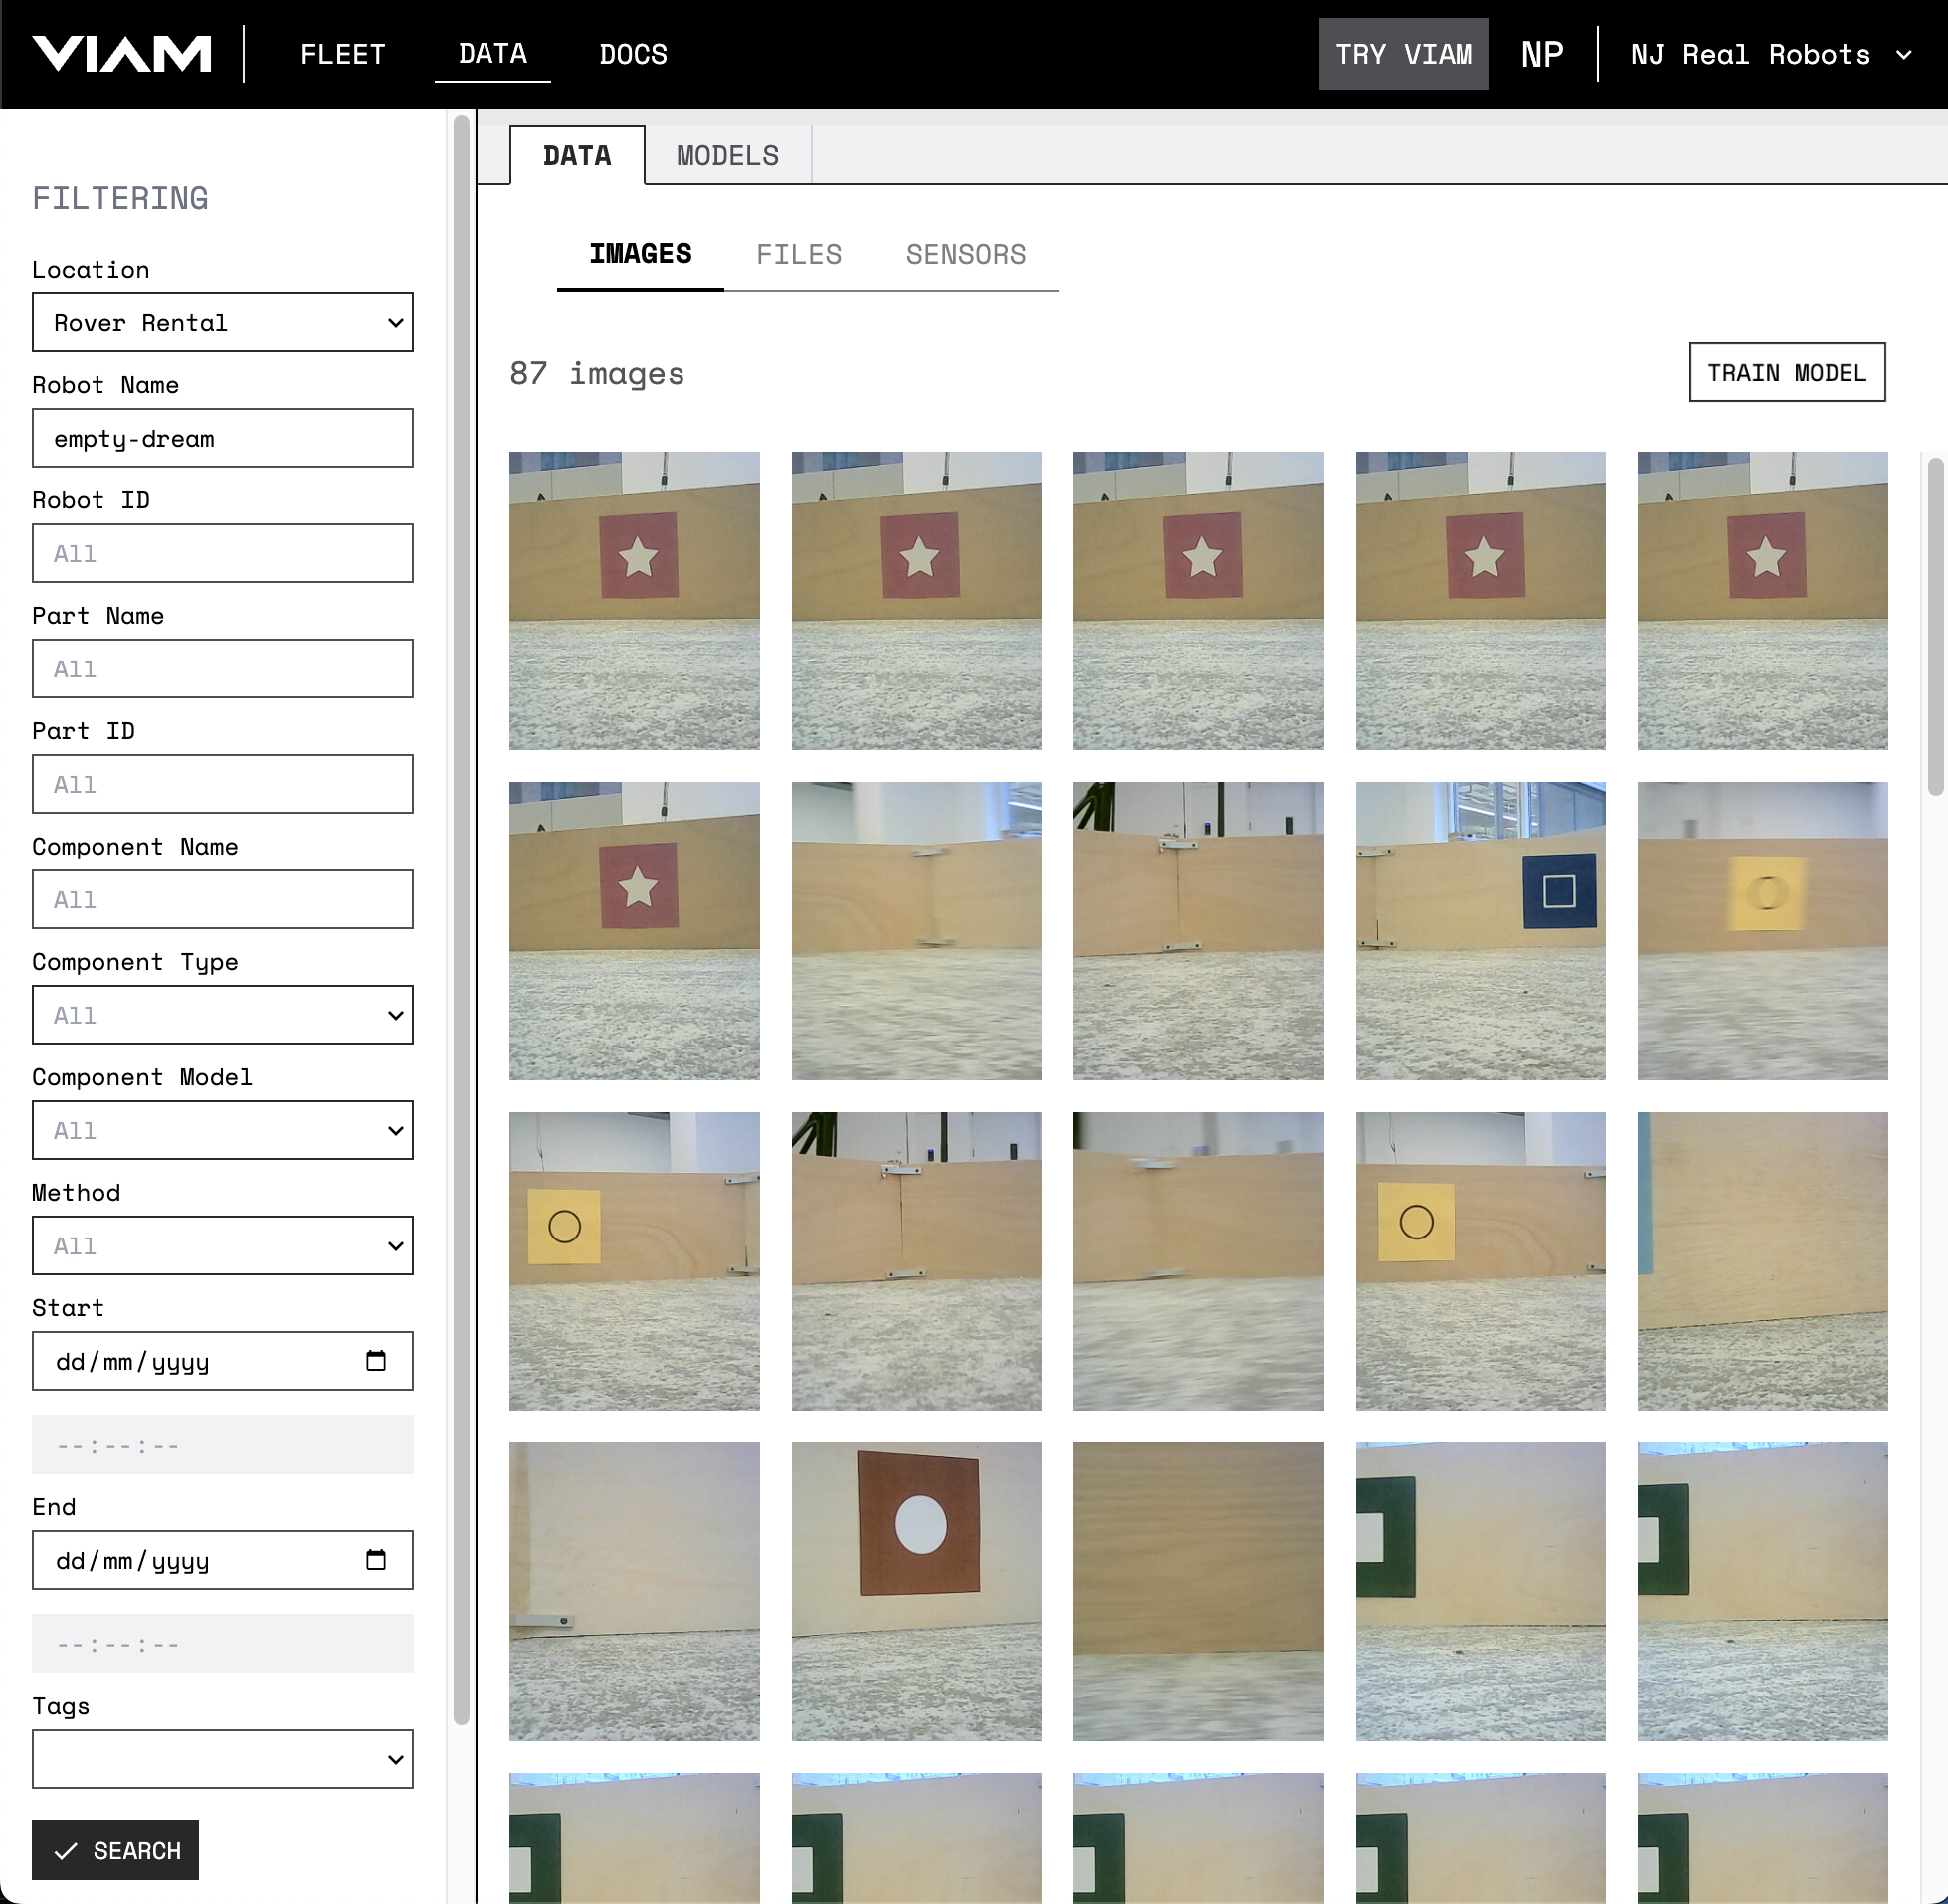 VIAM
FLEET
DATA
DOCS
TRY VIAM
NP
NJ Real Robots
FILTERING
Location
Rover Rental
Robot Name
empty-dream
Robot ID
All
Part Name
All
Part ID
All
Component Name
All
Component Type
All
Component Model
All
Method
All
Start
dd/mm/yyyy
--:--:--
End
dd/mm/yyyy
--:--:--
Tags
SEARCH
DATA
MODELS
IMAGES
FILES
SENSORS
87 images
TRAIN MODEL